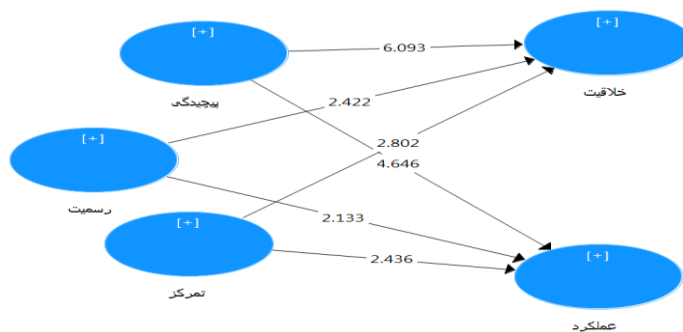 [+]
پیچیدگی
[+]
خلاقیت
6.093
2.422
2.802
4.646
[+]
رسمیت
2.133
[+]
تمرکز
2.436
[+]
عملکرد